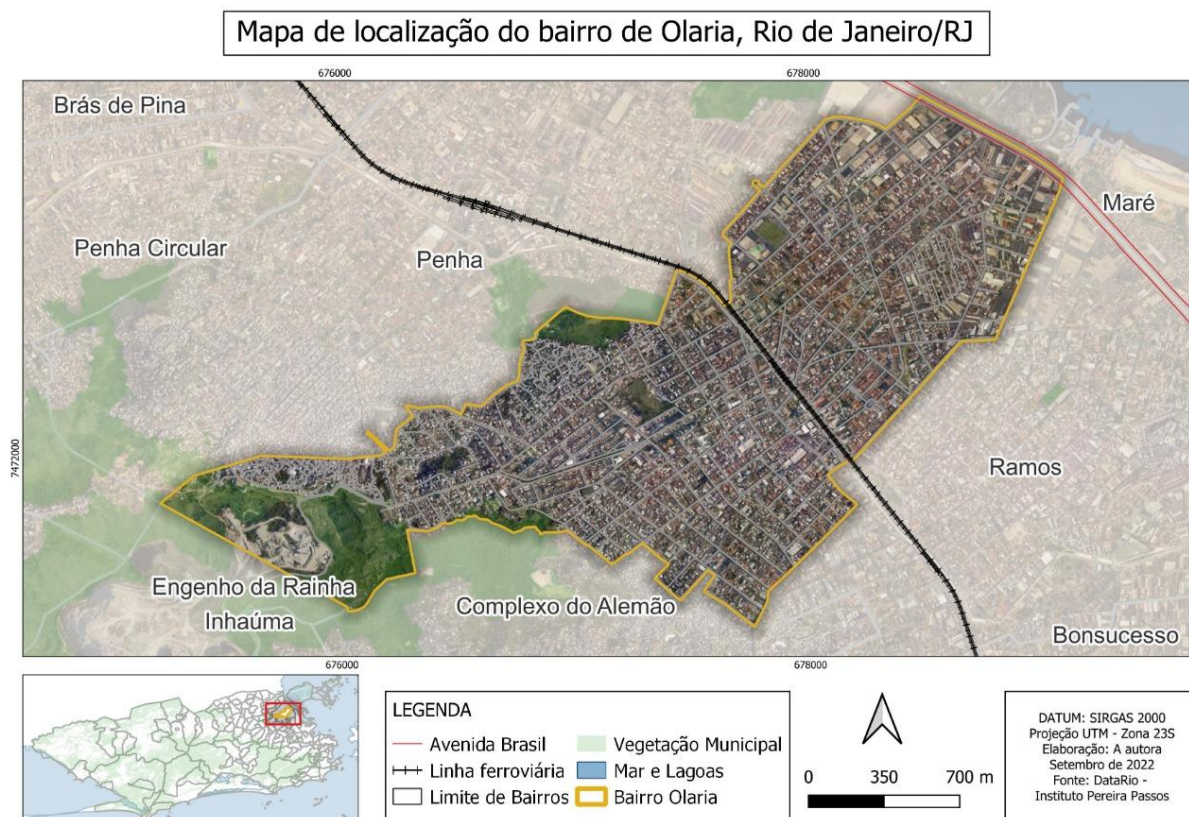 Mapa de localização do bairro de Olaria, Rio de Janeiro/RJ
676000
678000
Brás de Pina
Maré
Penha Circular
Penha
7472000
Ramos
Engenho da Rainha
Inhaúma
Complexo do Alemão
Bonsucesso
676000
678000
LEGENDA
Avenida Brasil
Linha ferroviária
Limite de Bairros
Vegetação Municipal
Mar e Lagoas
Bairro Olaria
0 350 700 m
DATUM: SIRGAS 2000
Projeção UTM - Zona 23S
Elaboração: A autora
Setembro de 2022
Fonte: DataRio -
Instituto Pereira Passos